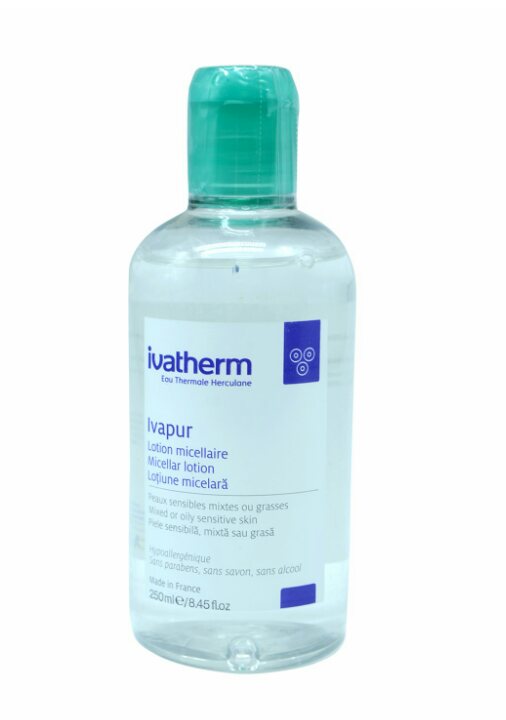 ivatherm
Eau Thermale Herculane
Ivapur
Lotion micellaire
Micellar lotion
Loțiune micelară
Peaux sensibles mixtes ou grasses
Mixed or oily sensitive skin
Piele sensibilă, mixtă sau grasă
Hypoallergénique
Sans parabens, sans savon, sans alcool
Made in France
250ml℮/8.45fl.oz